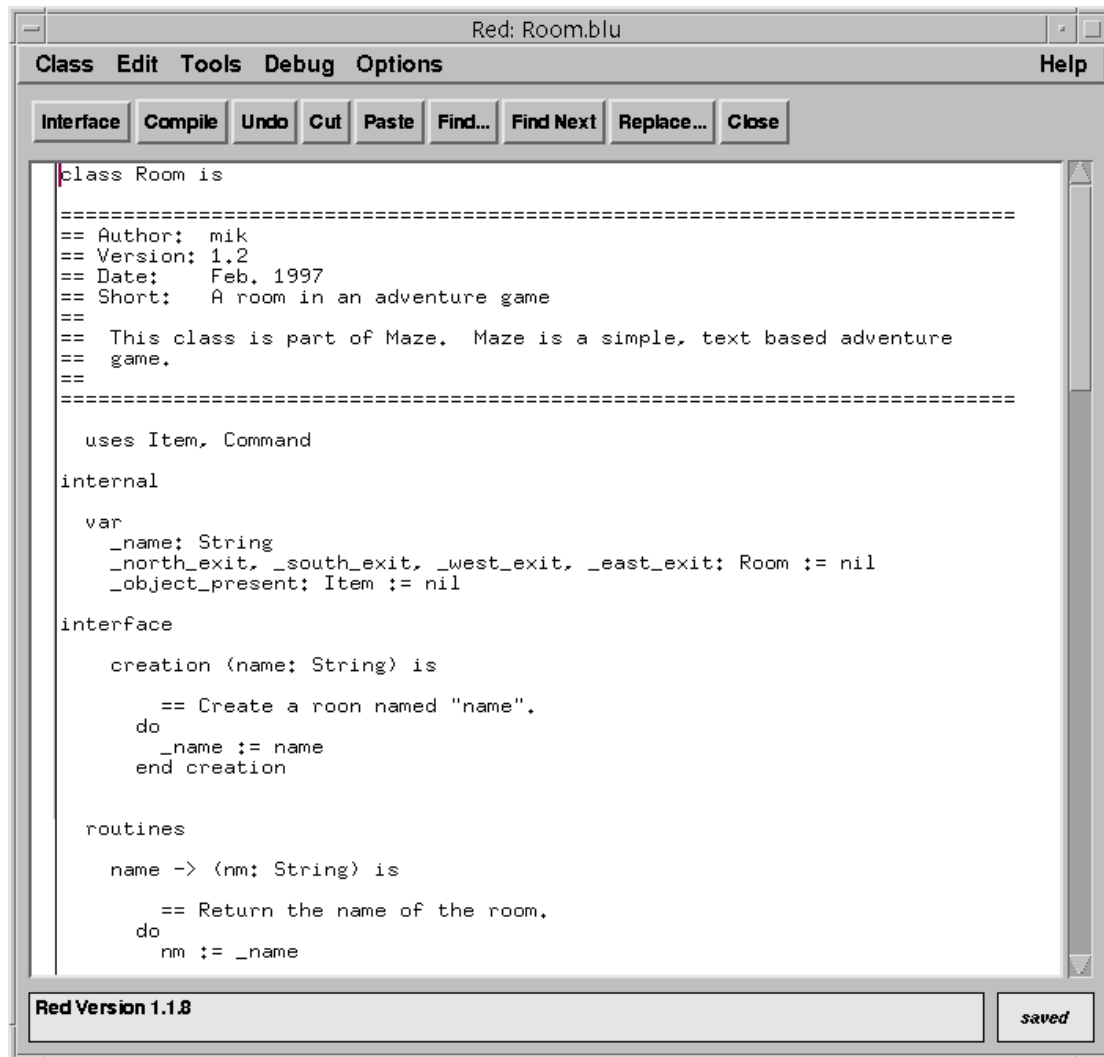 Red: Room.blu
Class Edit Tools Debug Options Help
Interface Compile Undo Cut Paste Find... Find Next Replace... Close
class Room is
============================================================================
== Author:  mik
== Version: 1.2
== Date:    Feb. 1997
== Short:   A room in an adventure game
==
==  This class is part of Maze.  Maze is a simple, text based adventure
==  game.
==
============================================================================
  uses Item, Command
internal
  var
    _name: String
    _north_exit, _south_exit, _west_exit, _east_exit: Room := nil
    _object_present: Item := nil
interface
    creation (name: String) is
        == Create a roon named "name".
      do
        _name := name
      end creation
  routines
    name -> (nm: String) is
        == Return the name of the room.
      do
        nm := _name
Red Version 1.1.8
saved